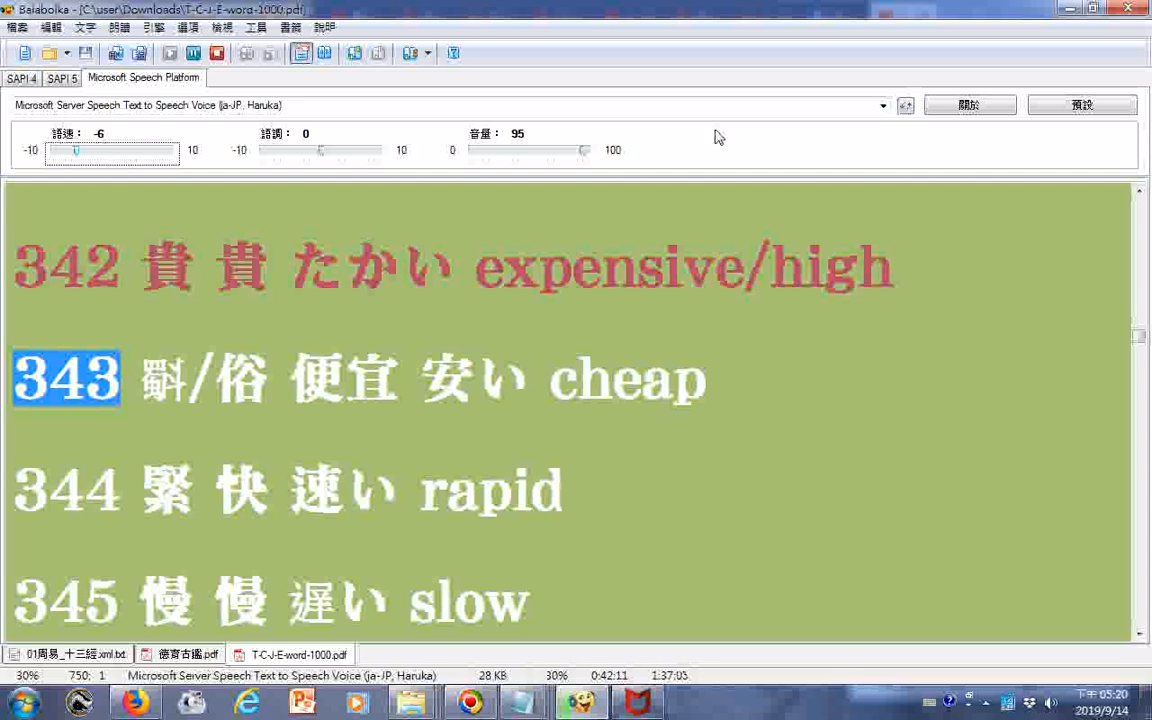 Balabolka - [C:\user\Downloads\T-C-J-E-word-1000.pdf]
檔案 編輯 文字 朗讀 引擎 選項 檢視 工具 書籤 說明
SAPI 4 SAPI 5 Microsoft Speech Platform
Microsoft Server Speech Text to Speech Voice (ja-JP, Haruka) 關於 預設
語速： -6 語調： 0 音量： 95
-10 10 -10 10 0 100
342 貴 貴 たかい expensive/high
343 /俗 便宜 安い cheap
344 緊 快 速い rapid
345 慢 慢 遅い slow
01周易_十三經.xml.txt 德育古鑑.pdf T-C-J-E-word-1000.pdf
30% 750; 1 Microsoft Server Speech Text to Speech Voice (ja-JP, Haruka) 28 KB 30% 0:42:11 1:37:03
下午 05:20
2019/9/14